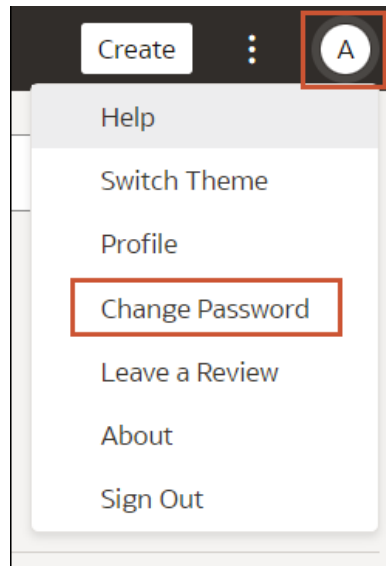 Create
A
Help
Switch Theme
Profile
Change Password
Leave a Review
About
Sign Out